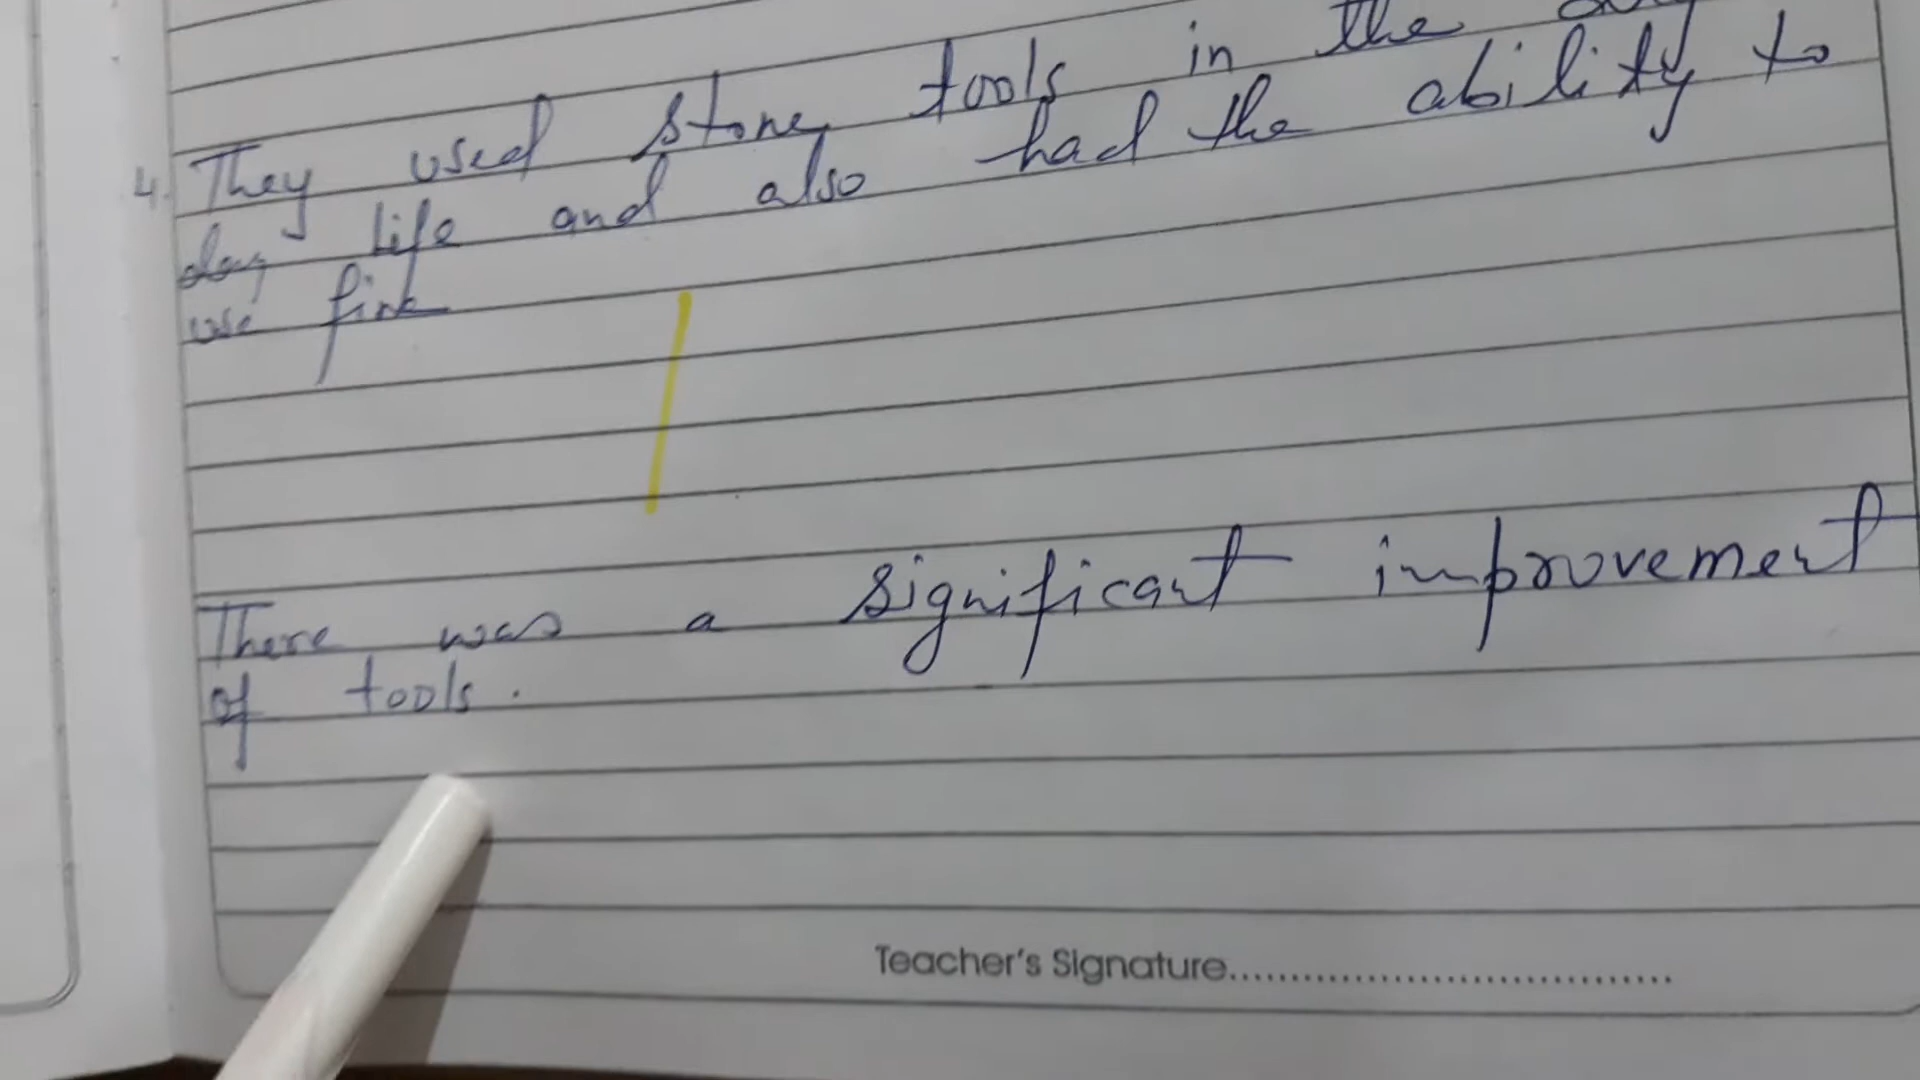 4. They used stone tools in the
day life and also had the ability to
use fire
There was a significant improvement
of tools.
Teacher's Signature....................................